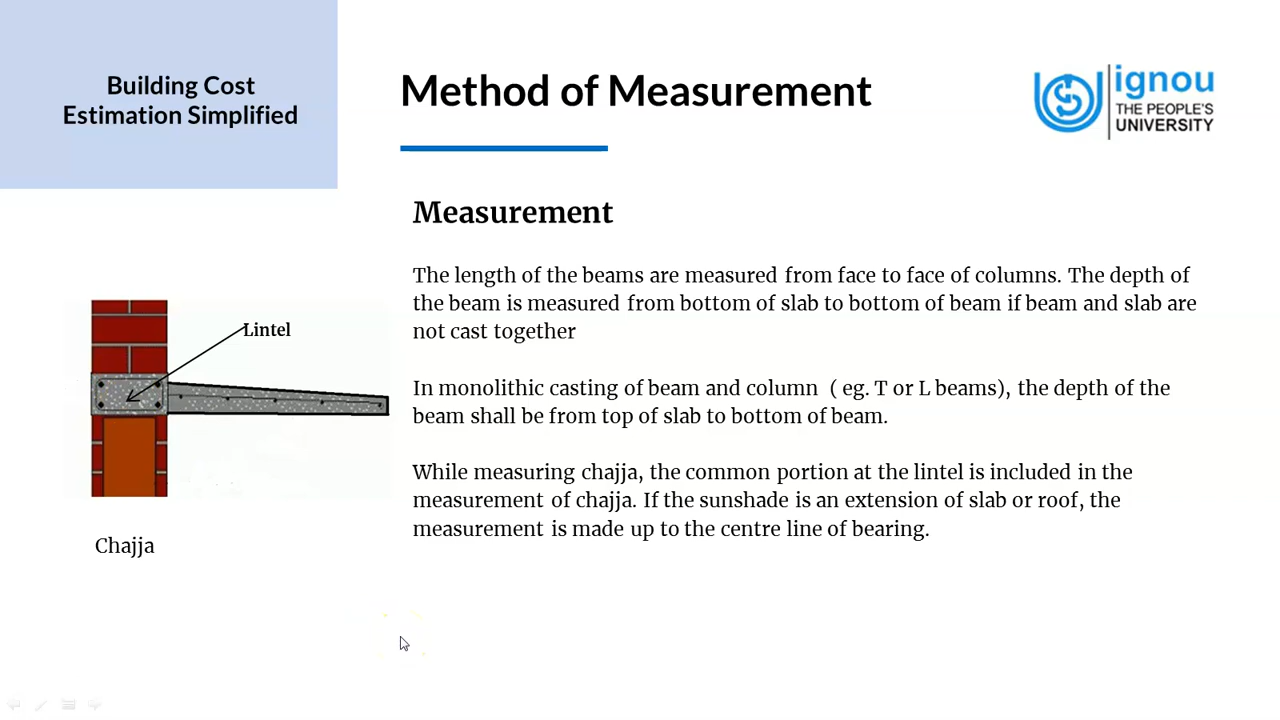 Building Cost
Estimation Simplified
Method of Measurement
ignou
THE PEOPLE'S
UNIVERSITY
Measurement
The length of the beams are measured from face to face of columns. The depth of
the beam is measured from bottom of slab to bottom of beam if beam and slab are
not cast together
In monolithic casting of beam and column ( eg. T or L beams), the depth of the
beam shall be from top of slab to bottom of beam.
While measuring chajja, the common portion at the lintel is included in the
measurement of chajja. If the sunshade is an extension of slab or roof, the
measurement is made up to the centre line of bearing.
Lintel
Chajja